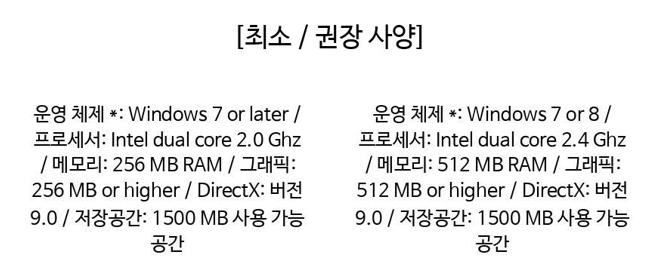 [최소 / 권장 사양]
운영 체제 *: Windows 7 or later /
프로세서: Intel dual core 2.0 Ghz
/ 메모리: 256 MB RAM / 그래픽:
256 MB or higher / DirectX: 버전
9.0 / 저장공간: 1500 MB 사용 가능
공간
운영 체제 *: Windows 7 or 8 /
프로세서: Intel dual core 2.4 Ghz
/ 메모리: 512 MB RAM / 그래픽:
512 MB or higher / DirectX: 버전
9.0 / 저장공간: 1500 MB 사용 가능
공간